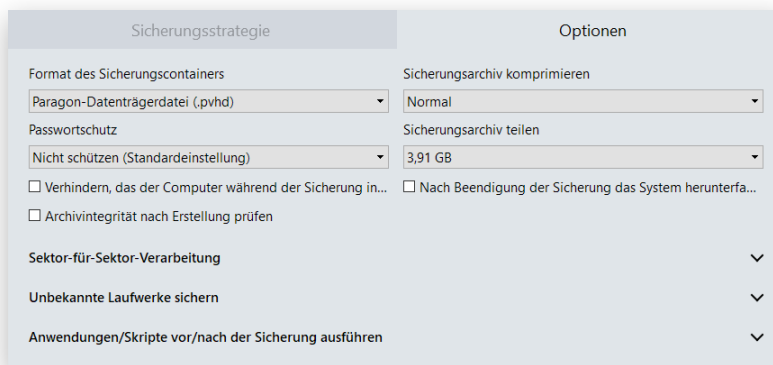 Sicherungsstrategie
Optionen
Format des Sicherungscontainers
Sicherungsarchiv komprimieren
Paragon-Datenträgerdatei (.pvhd)
Normal
Passwortschutz
Sicherungsarchiv teilen
Nicht schützen (Standardeinstellung)
3,91 GB
Verhindern, das der Computer während der Sicherung in...
Nach Beendigung der Sicherung das System herunterfa...
Archivintegrität nach Erstellung prüfen
Sektor-für-Sektor-Verarbeitung
Unbekannte Laufwerke sichern
Anwendungen/Skripte vor/nach der Sicherung ausführen